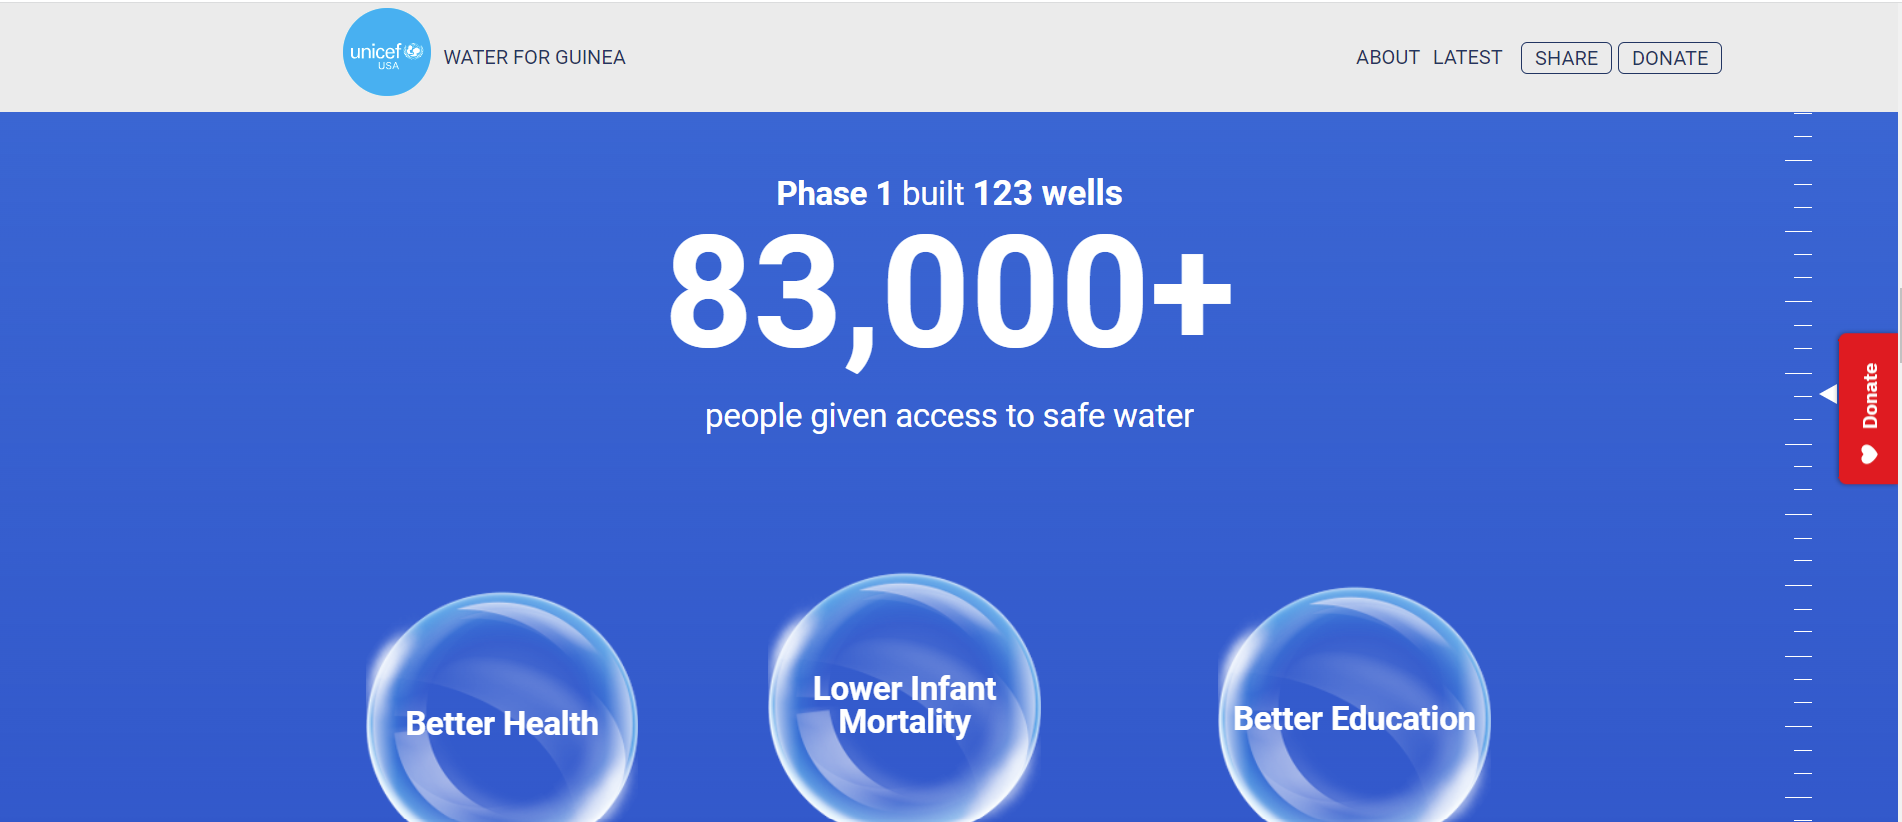 unicef
USA
WATER FOR GUINEA
ABOUT LATEST SHARE DONATE
Phase 1 built 123 wells
83,000+
people given access to safe water
Donate
Better Health
Lower Infant
Mortality
Better Education